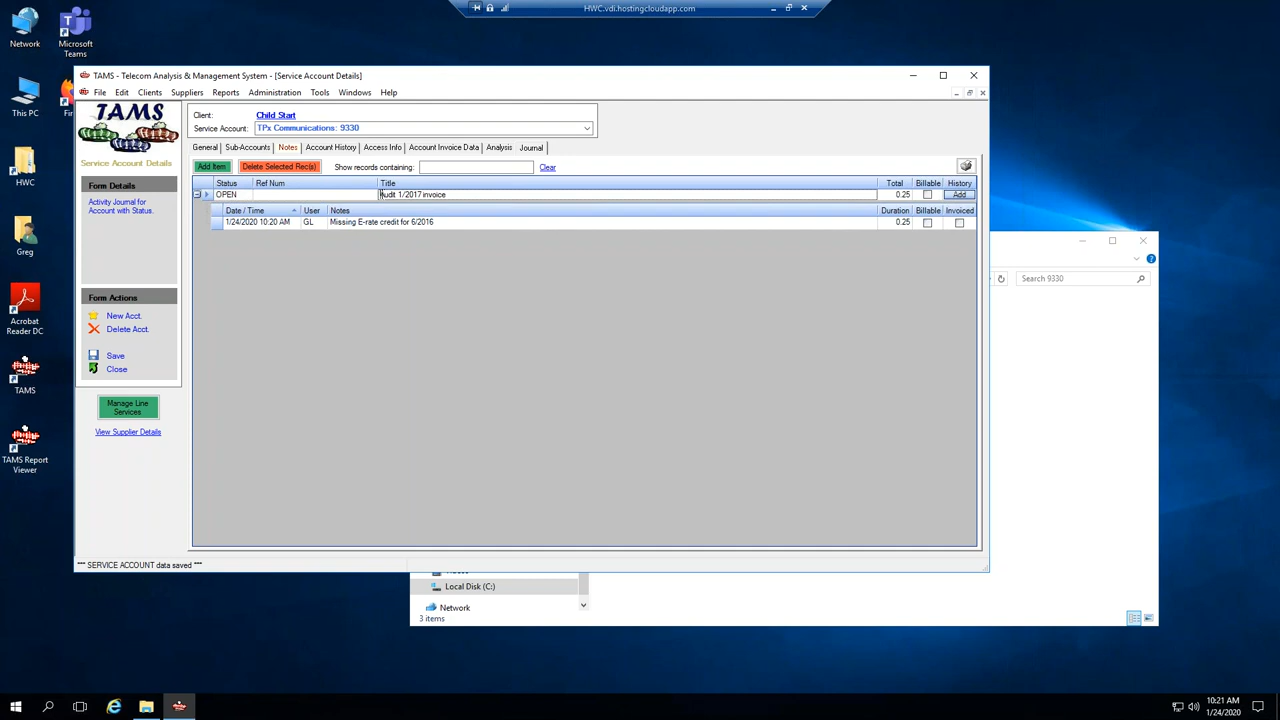 HWC.vdi.hostingcloudapp.com
Network
Microsoft
Teams
This PC
HWC
Greg
Acrobat
Reader DC
TAMS
TAMS Report
Viewer
TAMS - Telecom Analysis & Management System - [Service Account Details]
File Edit Clients Suppliers Reports Administration Tools Windows Help
TAMS
Service Account Details
Form Details
Activity Journal for
Account with Status.
Form Actions
New Acct.
Delete Acct.
Save
Close
Manage Line
Services
View Supplier Details
Client: Child Start
Service Account: TPx Communications: 9330
General Sub-Accounts Notes Account History Access Info Account Invoice Data Analysis Journal
Add Item Delete Selected Rec(s) Show records containing: Clear
Status Ref Num Title Total Billable History
OPEN Audit 1/2017 invoice 0.25 Add
Date / Time User Notes Duration Billable Invoiced
1/24/2020 10:20 AM GL Missing E-rate credit for 6/2016 0.25
*** SERVICE ACCOUNT data saved ***
Search 9330
Local Disk (C:)
Network
3 items
10:21 AM
1/24/2020